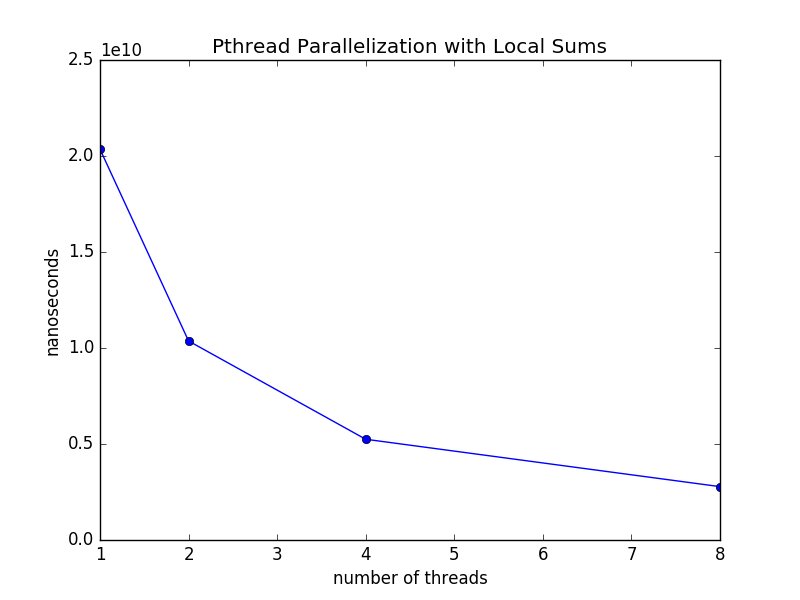 Pthread Parallelization with Local Sums
1e10
2.5
2.0
1.5
1.0
0.5
0.0
nanoseconds
1 2 3 4 5 6 7 8
number of threads